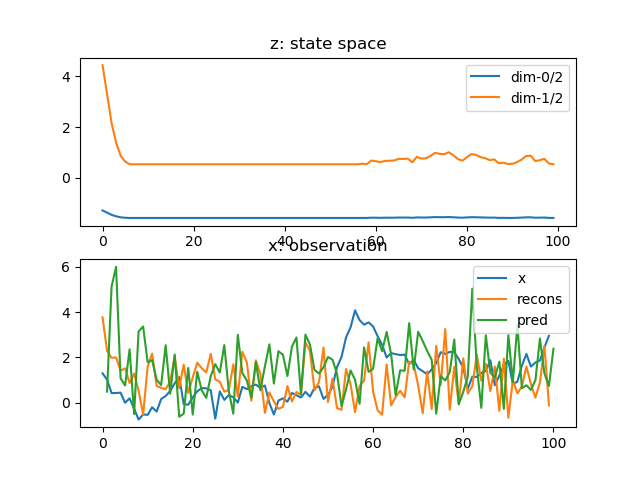 z: state space
4
2
0
dim-0/2
dim-1/2
0 20 40 60 80 100
x: observation
6
4
2
0
x
recons
pred
0 20 40 60 80 100